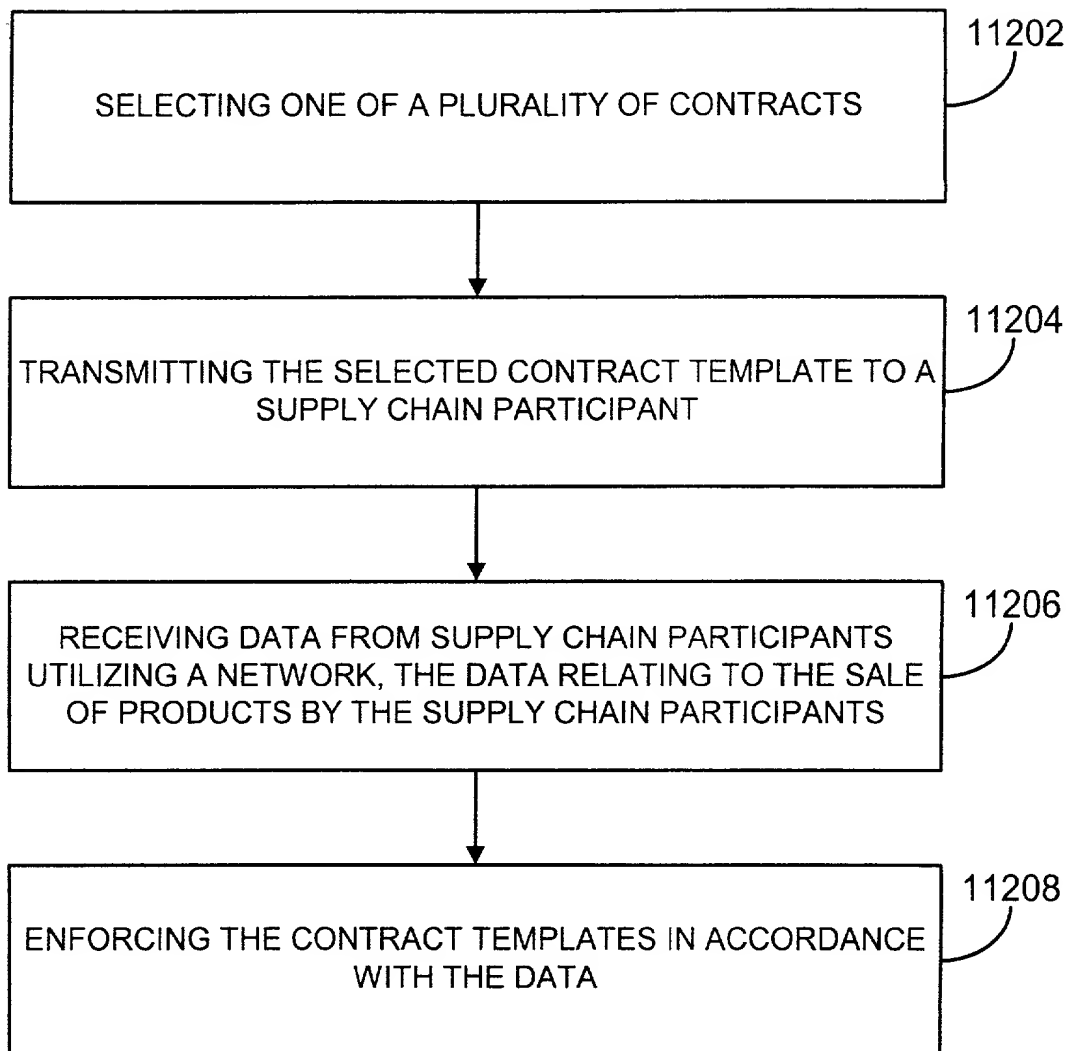 11202
SELECTING ONE OF A PLURALITY OF CONTRACTS
11204
TRANSMITTING THE SELECTED CONTRACT TEMPLATE TO A
SUPPLY CHAIN PARTICIPANT
11206
RECEIVING DATA FROM SUPPLY CHAIN PARTICIPANTS
UTILIZING A NETWORK, THE DATA RELATING TO THE SALE
OF PRODUCTS BY THE SUPPLY CHAIN PARTICIPANTS
11208
ENFORCING THE CONTRACT TEMPLATES IN ACCORDANCE
WITH THE DATA